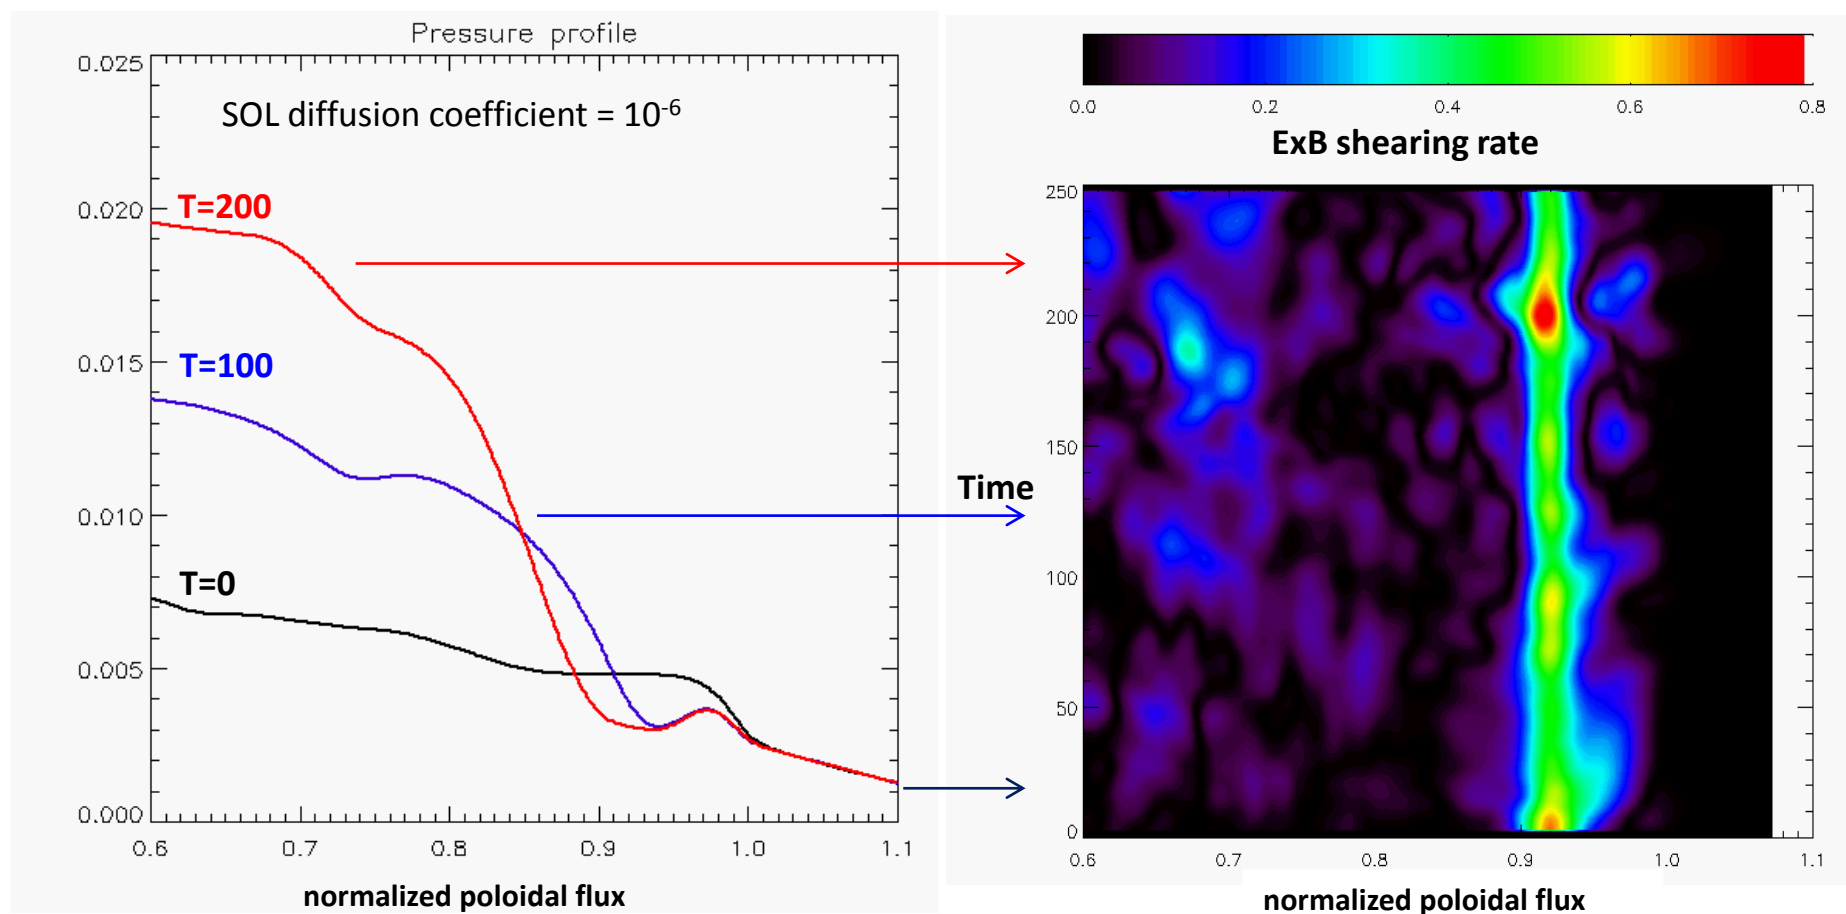 Pressure profile
0.025
SOL diffusion coefficient = 10-6
0.020
T=200
0.015
T=100
0.010
T=0
0.005
0.000
0.6 0.7 0.8 0.9 1.0 1.1
normalized poloidal flux
0.0 0.2 0.4 0.6 0.8
ExB shearing rate
250
200
150
Time
100
50
0
0.6 0.7 0.8 0.9 1.0 1.1
normalized poloidal flux